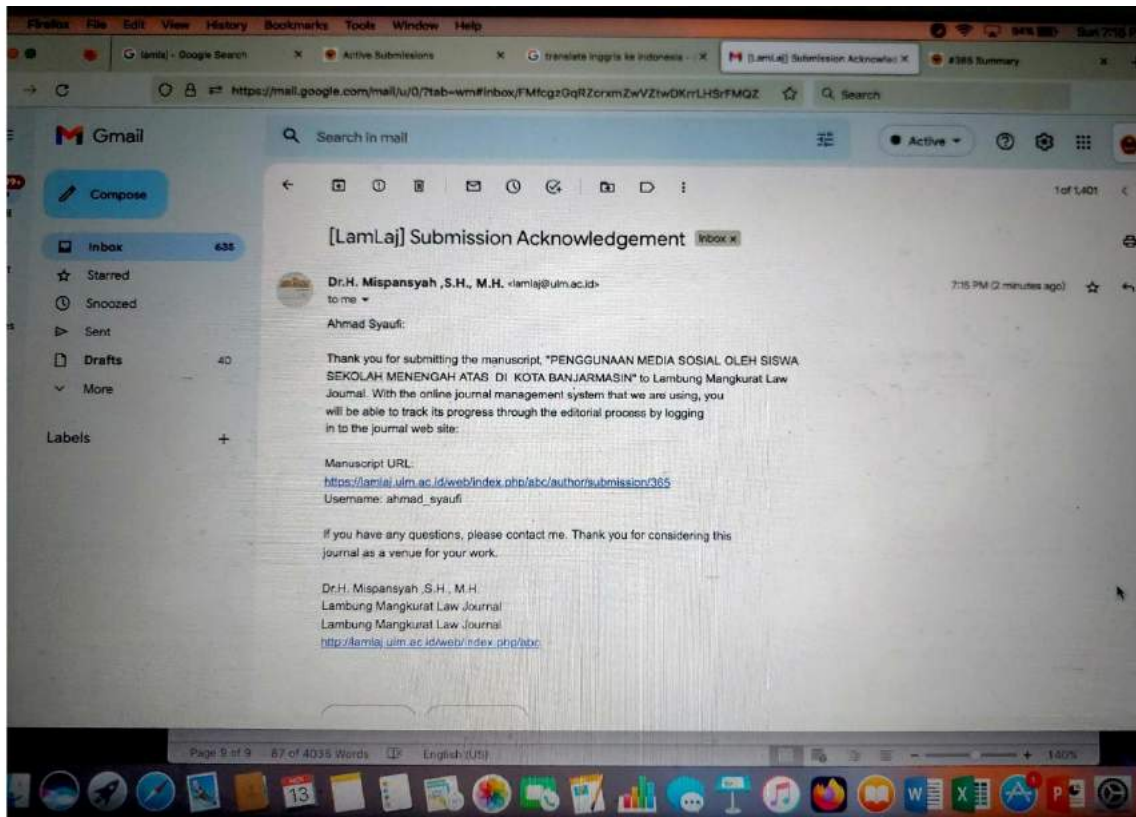 Firefox File Edit View History Bookmarks Tools Window Help 94% Sun 7:18 P
lamlaj - Google Search
Active Submissions
translate inggris ke indonesia -
[LamLaj] Submission Acknowled
Summary
Search
Gmail
Search in mail
Active
Compose
1 of 1,401
[LamLaj] Submission Acknowledgement Inbox x
Inbox 635
Starred
Snoozed
Sent
Drafts 40
More
Labels +
Dr.H. Mispansyah ,S.H., M.H. <lamlaj@ulm.ac.id>
7:15 PM (2 minutes ago)
to me
Ahmad Syaufi:
Thank you for submitting the manuscript, "PENGGUNAAN MEDIA SOSIAL OLEH SISWA
SEKOLAH MENENGAH ATAS DI KOTA BANJARMASIN" to Lambung Mangkurat Law
Journal. With the online journal management system that we are using, you
will be able to track its progress through the editorial process by logging
in to the journal web site:
Manuscript URL:
https://lamlaj.ulm.ac.id/web/index.php/abc/author/submission/365
Username: ahmad_syaufi
If you have any questions, please contact me. Thank you for considering this
journal as a venue for your work.
Dr.H. Mispansyah ,S.H., M.H.
Lambung Mangkurat Law Journal
Lambung Mangkurat Law Journal
http://lamlaj.ulm.ac.id/web/index.php/abc
Page 9 of 9 87 of 4035 Words English (US) 140%
NOV
13